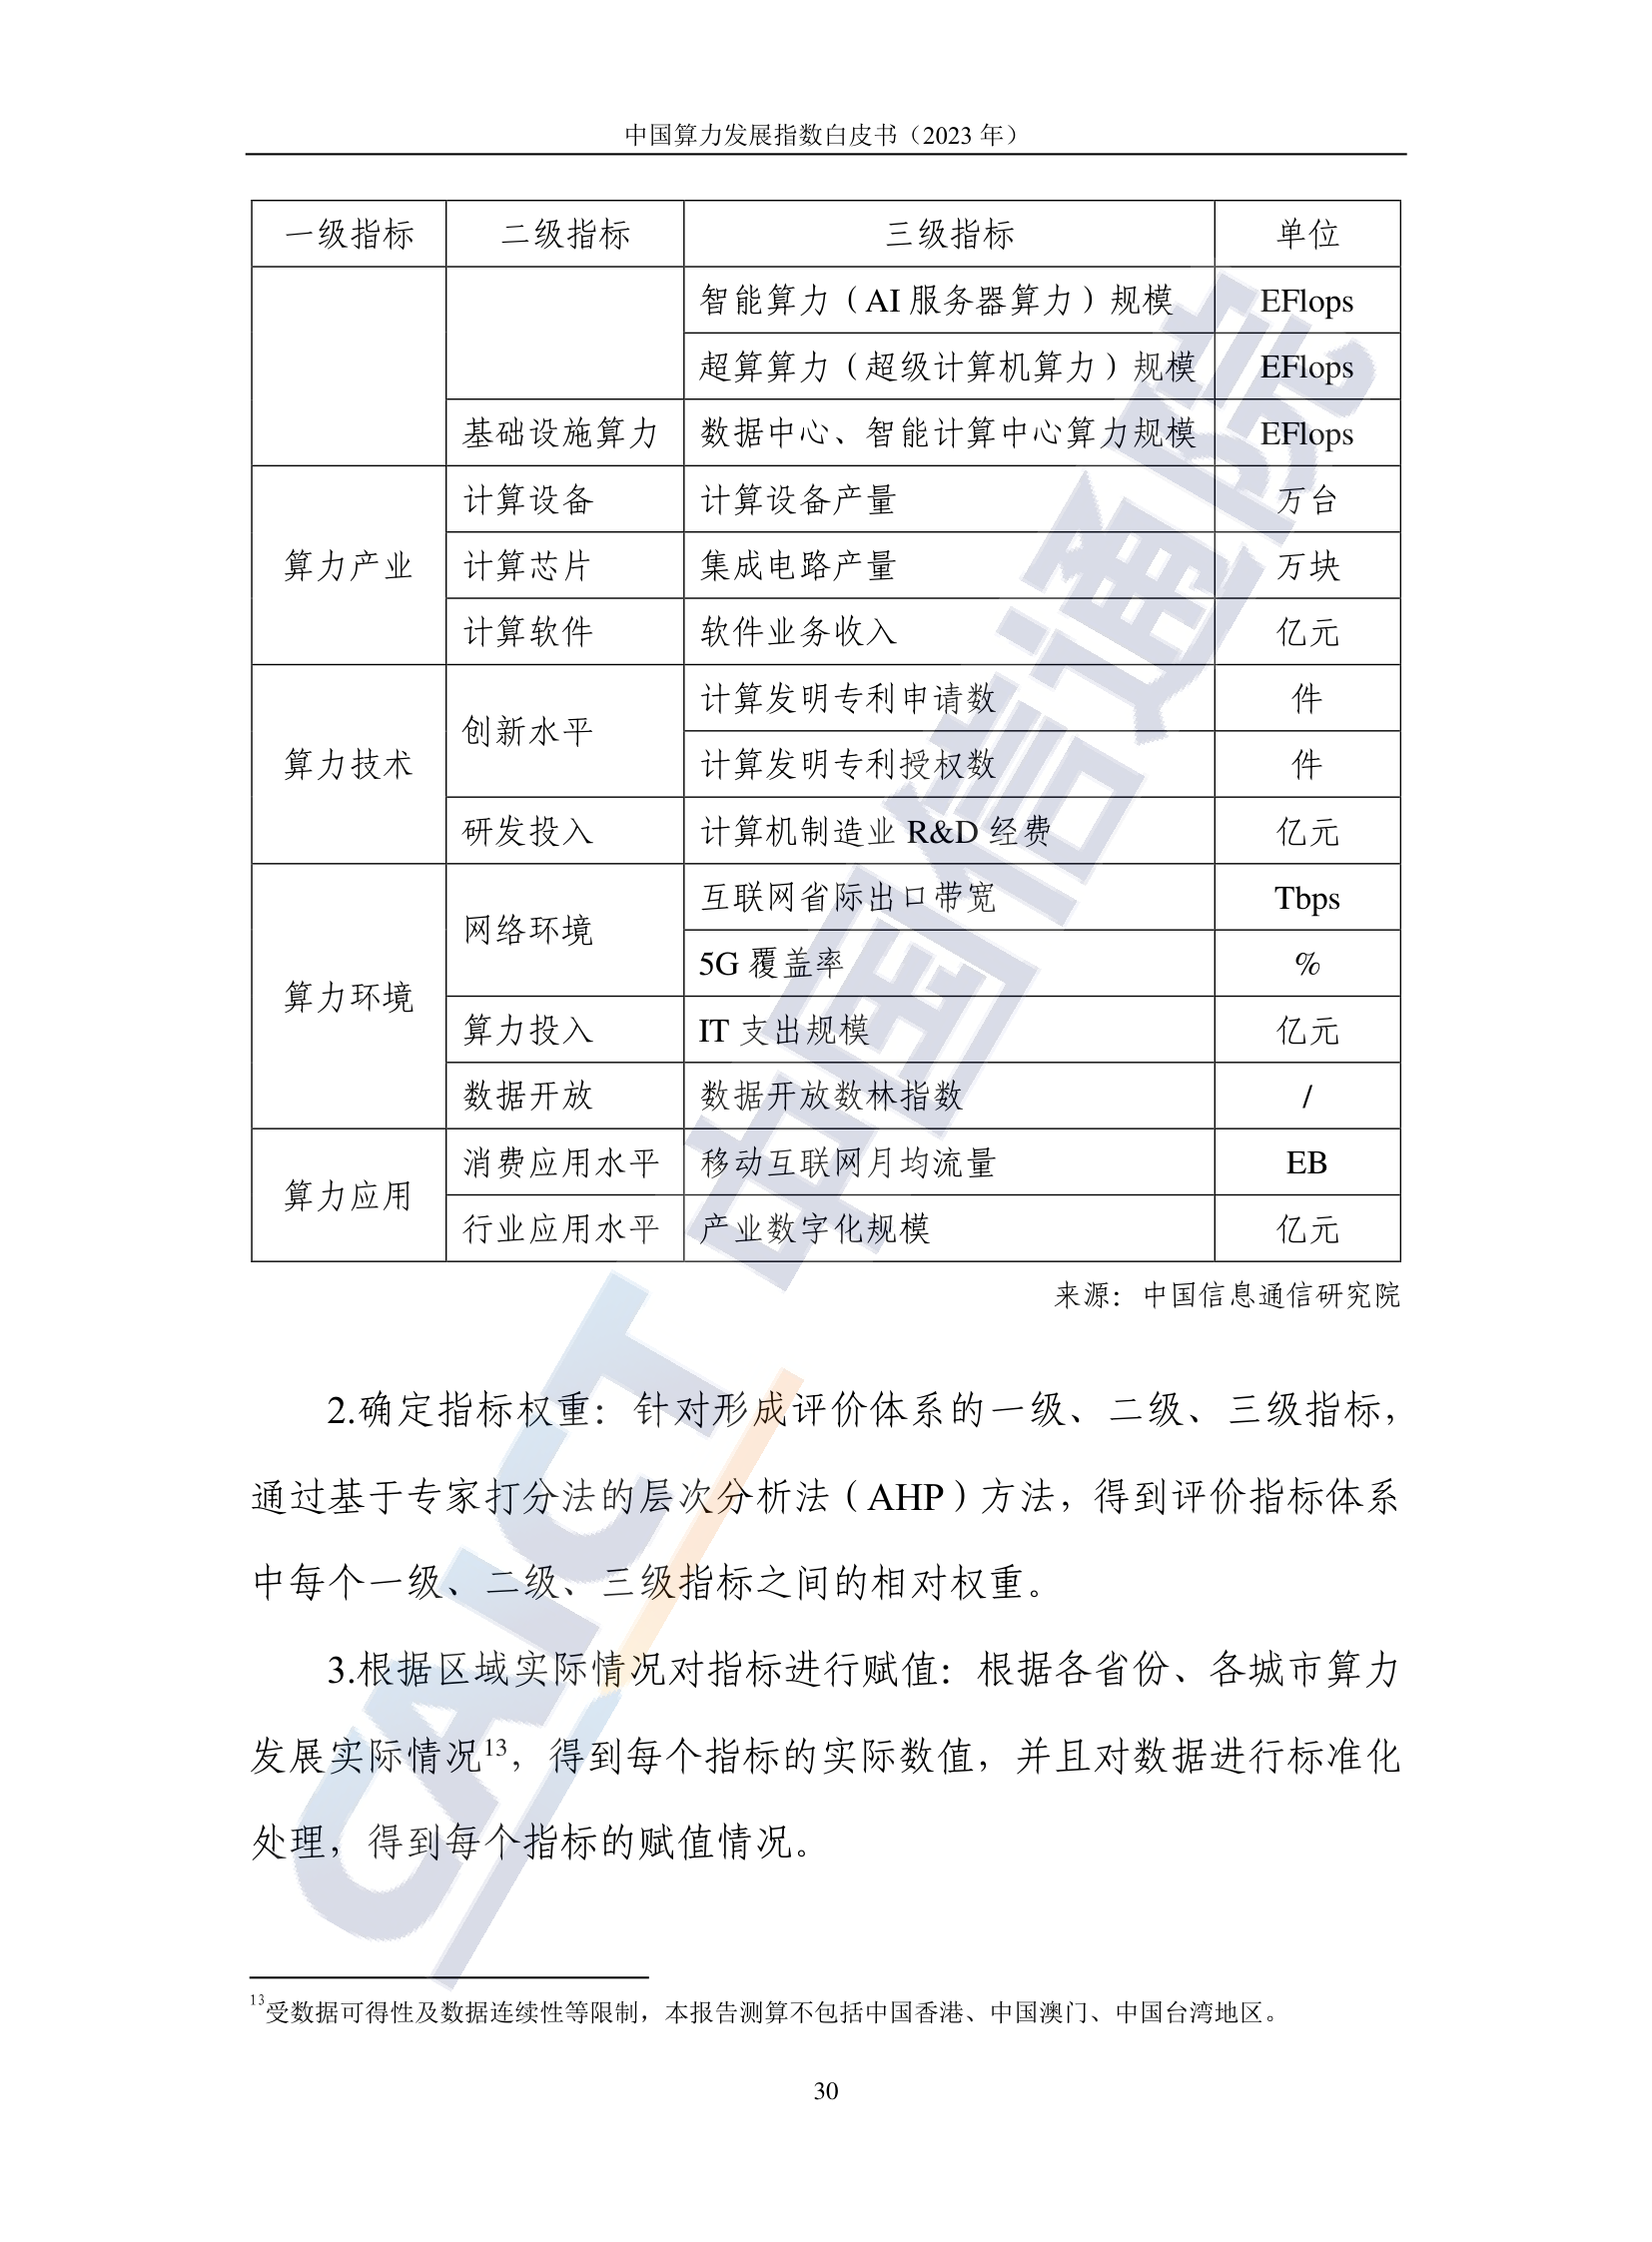 中国算力发展指数白皮书（2023 年）
一级指标 二级指标 三级指标 单位
智能算力（AI 服务器算力）规模 EFlops
超算算力（超级计算机算力）规模 EFlops
基础设施算力 数据中心、智能计算中心算力规模 EFlops
算力产业 计算设备 计算设备产量 万台
计算芯片 集成电路产量 万块
计算软件 软件业务收入 亿元
算力技术 创新水平 计算发明专利申请数 件
计算发明专利授权数 件
研发投入 计算机制造业 R&D 经费 亿元
算力环境 网络环境 互联网省际出口带宽 Tbps
5G 覆盖率 %
算力投入 IT 支出规模 亿元
数据开放 数据开放数林指数 /
算力应用 消费应用水平 移动互联网月均流量 EB
行业应用水平 产业数字化规模 亿元
来源：中国信息通信研究院
2.确定指标权重：针对形成评价体系的一级、二级、三级指标，
通过基于专家打分法的层次分析法（AHP）方法，得到评价指标体系
中每个一级、二级、三级指标之间的相对权重。
3.根据区域实际情况对指标进行赋值：根据各省份、各城市算力
发展实际情况13，得到每个指标的实际数值，并且对数据进行标准化
处理，得到每个指标的赋值情况。
13受数据可得性及数据连续性等限制，本报告测算不包括中国香港、中国澳门、中国台湾地区。
30
CAICT 中国信通院